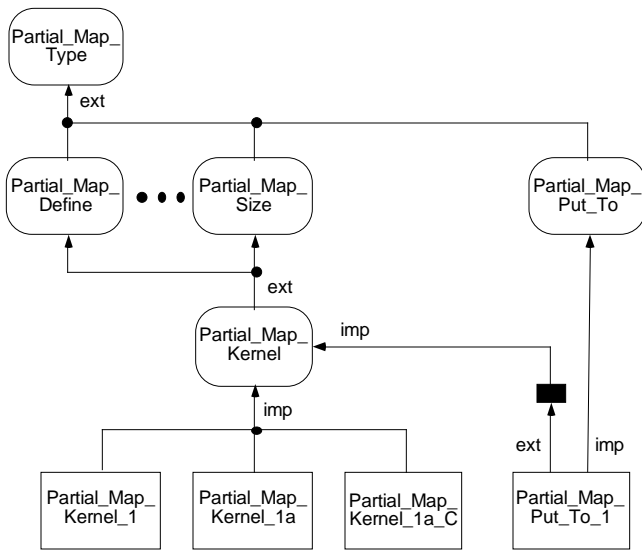 Partial_Map_
Type
ext
Partial_Map_
Define
Partial_Map_
Size
Partial_Map_
Put_To
ext
Partial_Map_
Kernel
imp
imp
ext
imp
Partial_Map_
Kernel_1
Partial_Map_
Kernel_1a
Partial_Map_
Kernel_1a_C
Partial_Map_
Put_To_1